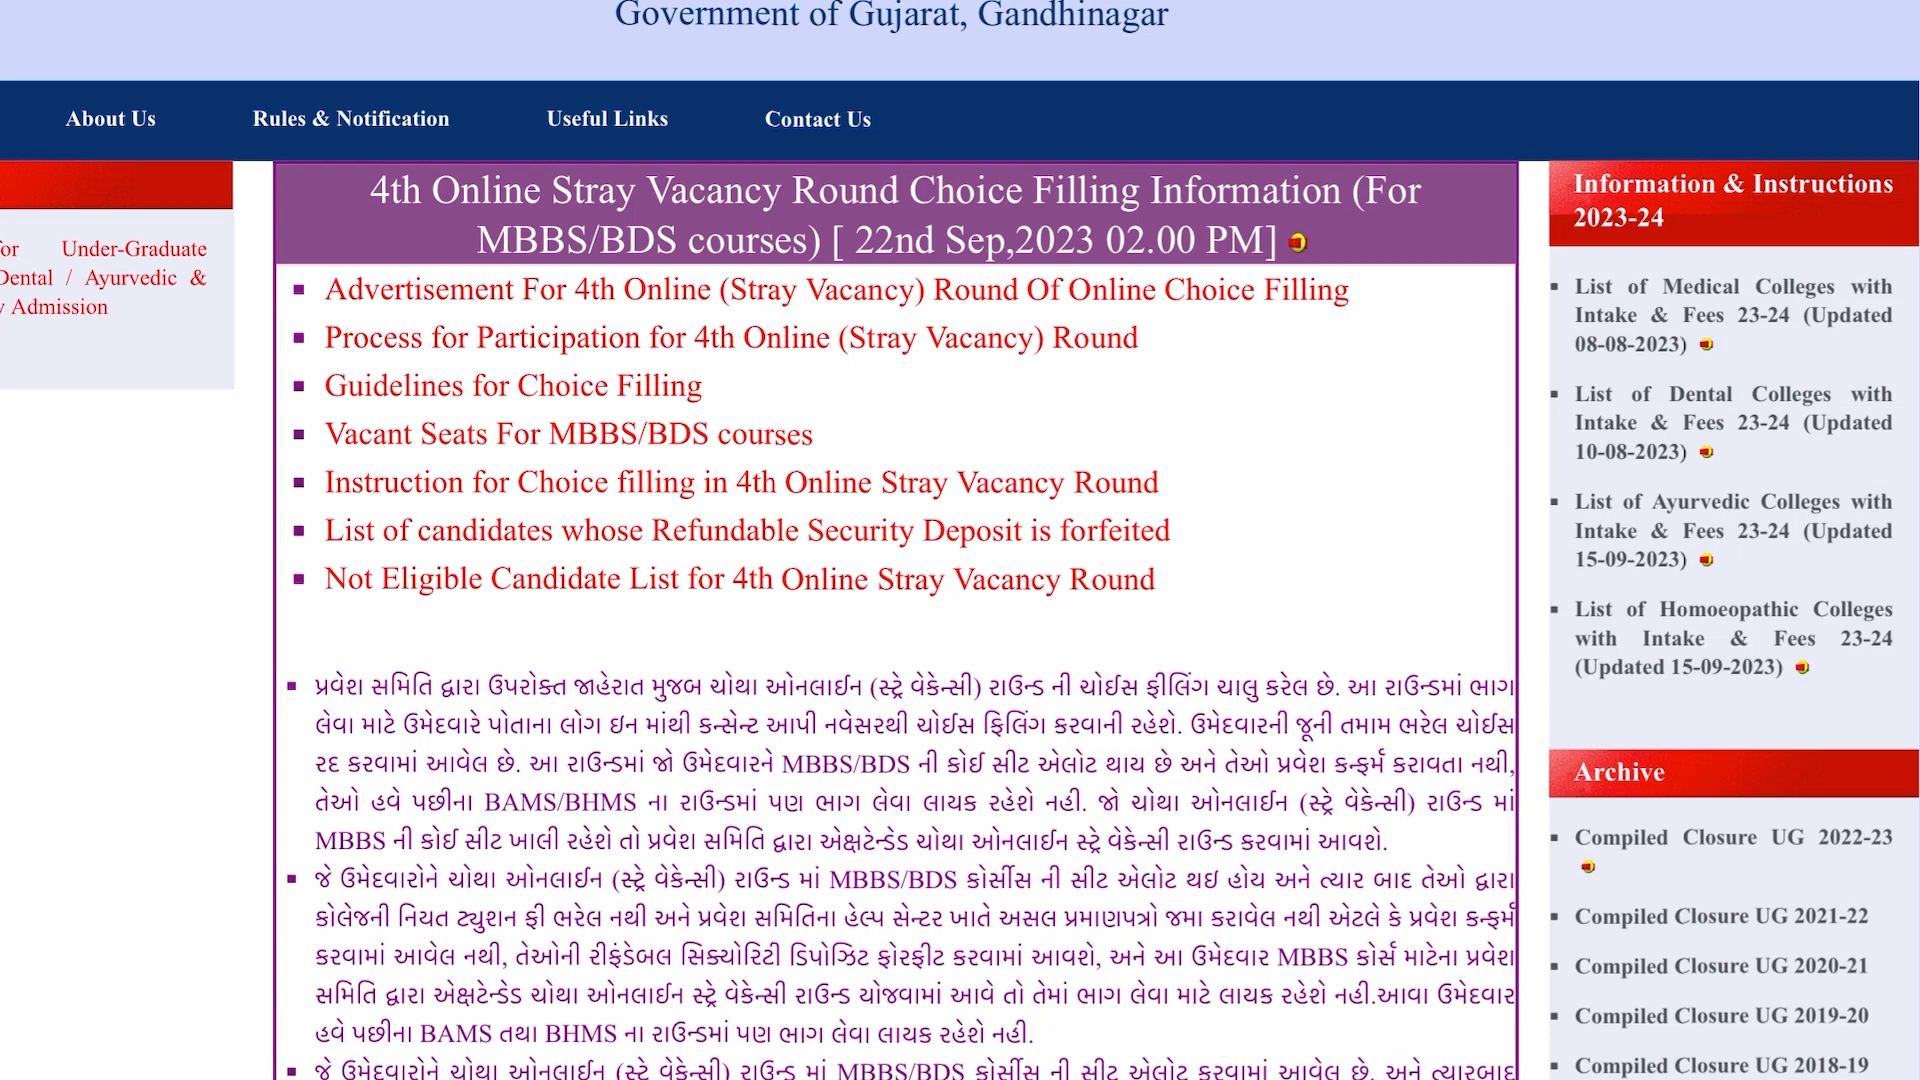 Government of Gujarat, Gandhinagar
About Us
Rules & Notification
Useful Links
Contact Us
for Under-Graduate
Dental / Ayurvedic &
Admission
4th Online Stray Vacancy Round Choice Filling Information (For
MBBS/BDS courses) [ 22nd Sep,2023 02.00 PM]
Advertisement For 4th Online (Stray Vacancy) Round Of Online Choice Filling
Process for Participation for 4th Online (Stray Vacancy) Round
Guidelines for Choice Filling
Vacant Seats For MBBS/BDS courses
Instruction for Choice filling in 4th Online Stray Vacancy Round
List of candidates whose Refundable Security Deposit is forfeited
Not Eligible Candidate List for 4th Online Stray Vacancy Round
પ્રવેશ સમિતિ દ્વારા ઉપરોક્ત જાહેરાત મુજબ ચોથા ઓનલાઈન (સ્ટ્રે વેકેન્સી) રાઉન્ડ ની ચોઈસ ફીલિંગ ચાલુ કરેલ છે. આ રાઉન્ડમાં ભાગ
લેવા માટે ઉમેદવારે પોતાના લોગ ઇન માંથી કન્સેન્ટ આપી નવેસરથી ચોઈસ ફિલિંગ કરવાની રહેશે. ઉમેદવારની જૂની તમામ ભરેલ ચોઈસ
રદ કરવામાં આવેલ છે. આ રાઉન્ડમાં જો ઉમેદવારને MBBS/BDS ની કોઈ સીટ એલોટ થાય છે અને તેઓ પ્રવેશ કન્ફર્મ કરાવતા નથી,
તેઓ હવે પછીના BAMS/BHMS ના રાઉન્ડમાં પણ ભાગ લેવા લાયક રહેશે નહી. જો ચોથા ઓનલાઈન (સ્ટ્રે વેકેન્સી) રાઉન્ડ માં
MBBS ની કોઈ સીટ ખાલી રહેશે તો પ્રવેશ સમિતિ દ્વારા એક્ષટેન્ડેડ ચોથા ઓનલાઈન સ્ટ્રે વેકેન્સી રાઉન્ડ કરવામાં આવશે.
જે ઉમેદવારોને ચોથા ઓનલાઈન (સ્ટ્રે વેકેન્સી) રાઉન્ડ માં MBBS/BDS કોર્સીસ ની સીટ એલોટ થઇ હોય અને ત્યાર બાદ તેઓ દ્વારા
કોલેજની નિયત ટ્યુશન ફી ભરેલ નથી અને પ્રવેશ સમિતિના હેલ્પ સેન્ટર ખાતે અસલ પ્રમાણપત્રો જમા કરાવેલ નથી એટલે કે પ્રવેશ કન્ફર્મ
કરવામાં આવેલ નથી, તેઓની રીફંડેબલ સિક્યોરિટી ડિપોઝિટ ફોરફીટ કરવામાં આવશે, અને આ ઉમેદવાર MBBS કોર્સ માટેના પ્રવેશ
સમિતિ દ્વારા એક્ષટેન્ડેડ ચોથા ઓનલાઈન સ્ટ્રે વેકેન્સી રાઉન્ડ યોજવામાં આવે તો તેમાં ભાગ લેવા માટે લાયક રહેશે નહી.આવા ઉમેદવાર
હવે પછીના BAMS તથા BHMS ના રાઉન્ડમાં પણ ભાગ લેવા લાયક રહેશે નહી.
જે ઉમેદવારોને ચોથા ઓનલાઈન (સ્ટ્રે વેકેન્સી) રાઉન્ડ માં MBBS/BDS કોર્સીસ ની સીટ એલોટ કરવામાં આવેલ છે. અને ત્યારબાદ
Information & Instructions
2023-24
List of Medical Colleges with
Intake & Fees 23-24 (Updated
08-08-2023)
List of Dental Colleges with
Intake & Fees 23-24 (Updated
10-08-2023)
List of Ayurvedic Colleges with
Intake & Fees 23-24 (Updated
15-09-2023)
List of Homoeopathic Colleges
with Intake & Fees 23-24
(Updated 15-09-2023)
Archive
Compiled Closure UG 2022-23
Compiled Closure UG 2021-22
Compiled Closure UG 2020-21
Compiled Closure UG 2019-20
Compiled Closure UG 2018-19